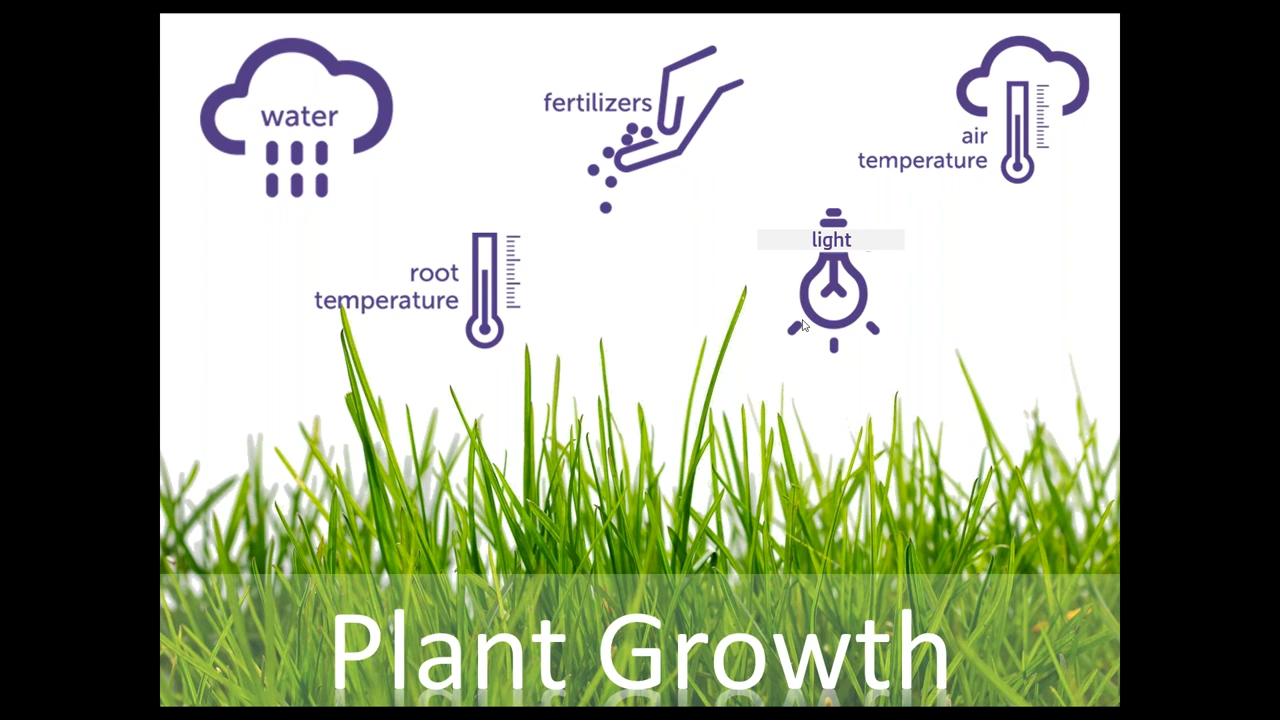 water
fertilizers
air
temperature
light
root
temperature
Plant Growth